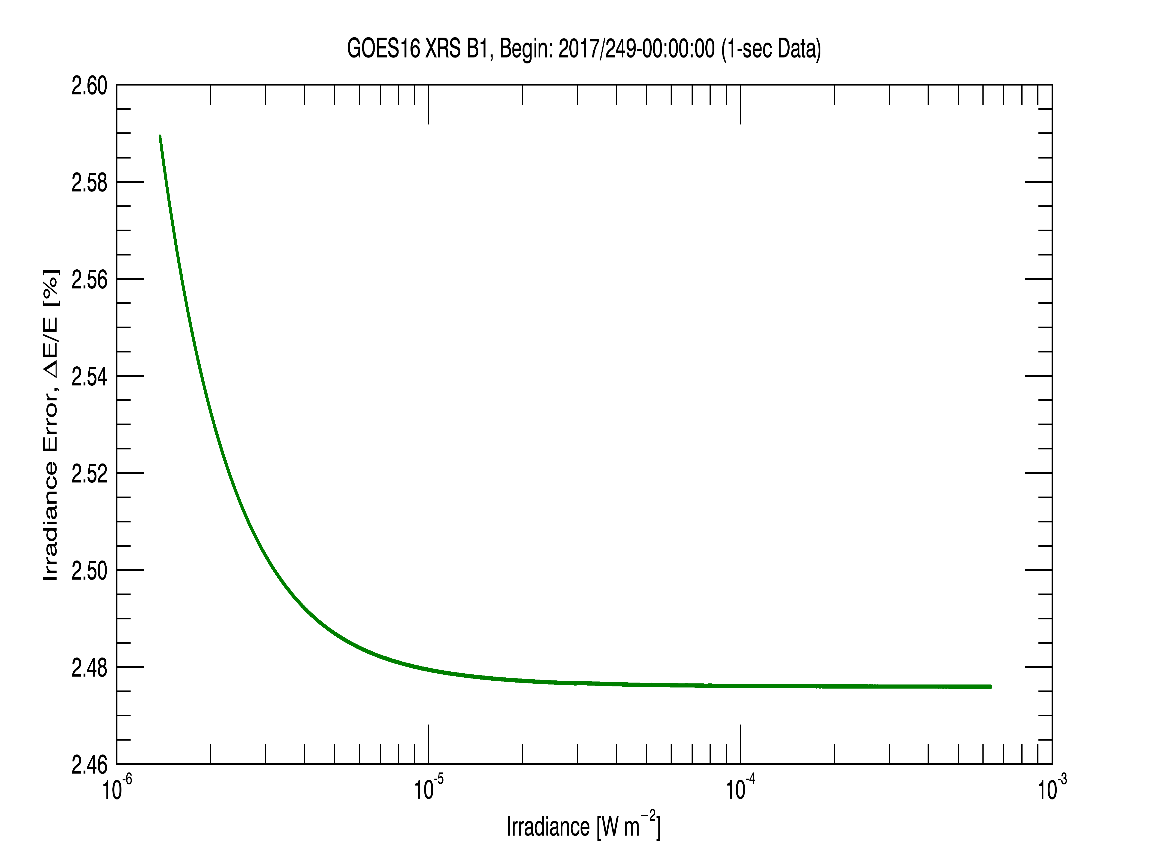 GOES16 XRS B1, Begin: 2017/249-00:00:00 (1-sec Data)
Irradiance Error, ΔE/E [%]
2.60
2.58
2.56
2.54
2.52
2.50
2.48
2.46
10⁻⁶ 10⁻⁵ 10⁻⁴ 10⁻³
Irradiance [W m⁻²]